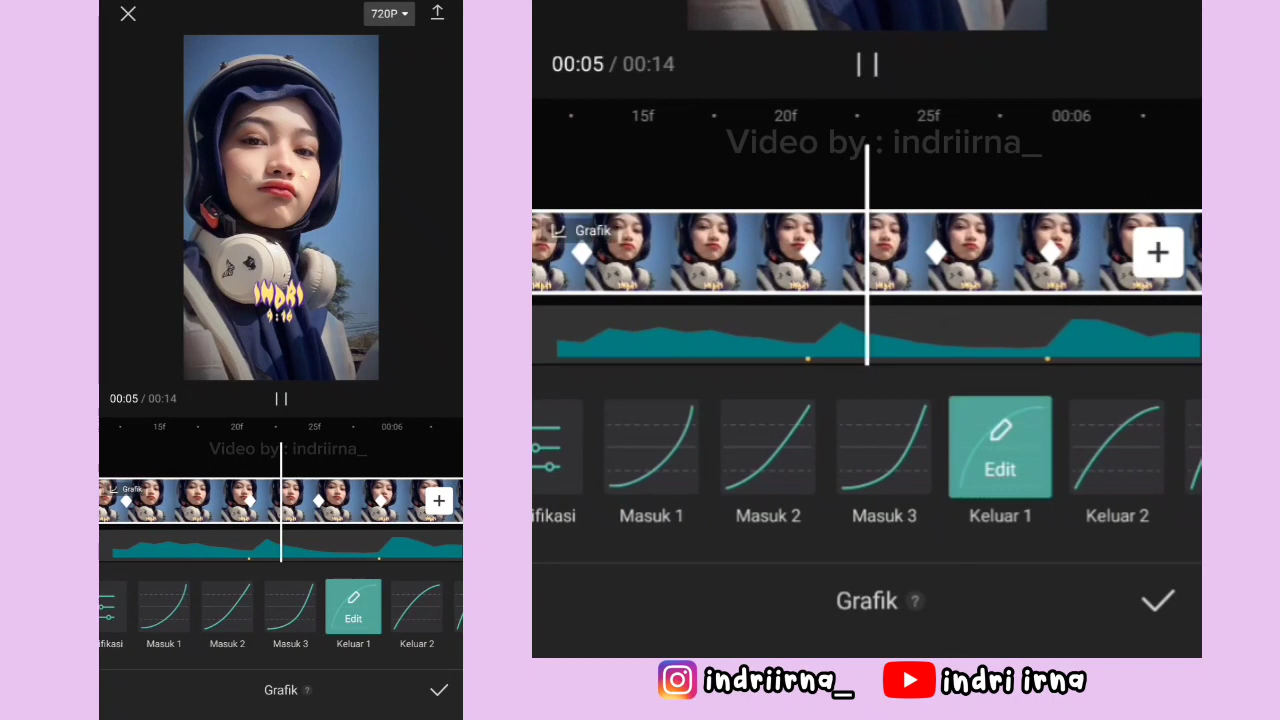 720P
INDRI
9:16
00:05 / 00:14
15f
20f
25f
00:06
Video by : indriirna_
Grafik
ifikasi
Masuk 1
Masuk 2
Masuk 3
Edit
Keluar 1
Keluar 2
Grafik ?
00:05 / 00:14
15f
20f
25f
00:06
Video by : indriirna_
Grafik
ifikasi
Masuk 1
Masuk 2
Masuk 3
Edit
Keluar 1
Keluar 2
Grafik ?
indriirna_
indri irna